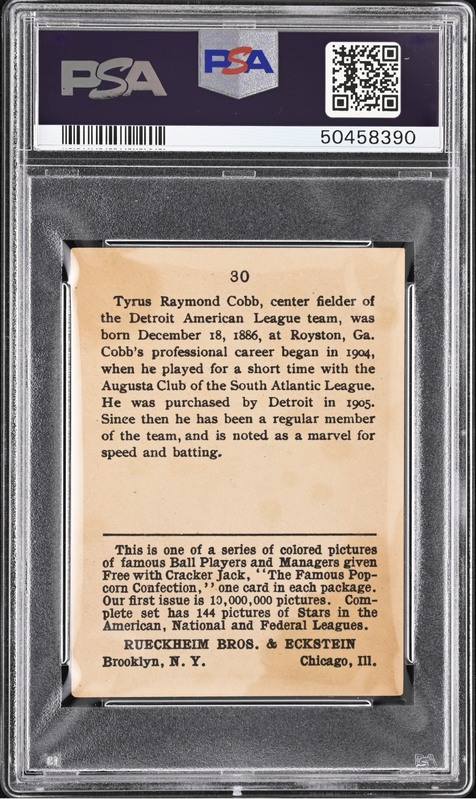 PSA
PSA
50458390
30
Tyrus Raymond Cobb, center fielder of
the Detroit American League team, was
born December 18, 1886, at Royston, Ga.
Cobb's professional career began in 1904,
when he played for a short time with the
Augusta Club of the South Atlantic League.
He was purchased by Detroit in 1905.
Since then he has been a regular member
of the team, and is noted as a marvel for
speed and batting.
This is one of a series of colored pictures
of famous Ball Players and Managers given
Free with Cracker Jack, "The Famous Pop-
corn Confection," one card in each package.
Our first issue is 10,000,000 pictures. Com-
plete set has 144 pictures of Stars in the
American, National and Federal Leagues.
RUECKHEIM BROS. & ECKSTEIN
Brooklyn, N. Y. Chicago, Ill.